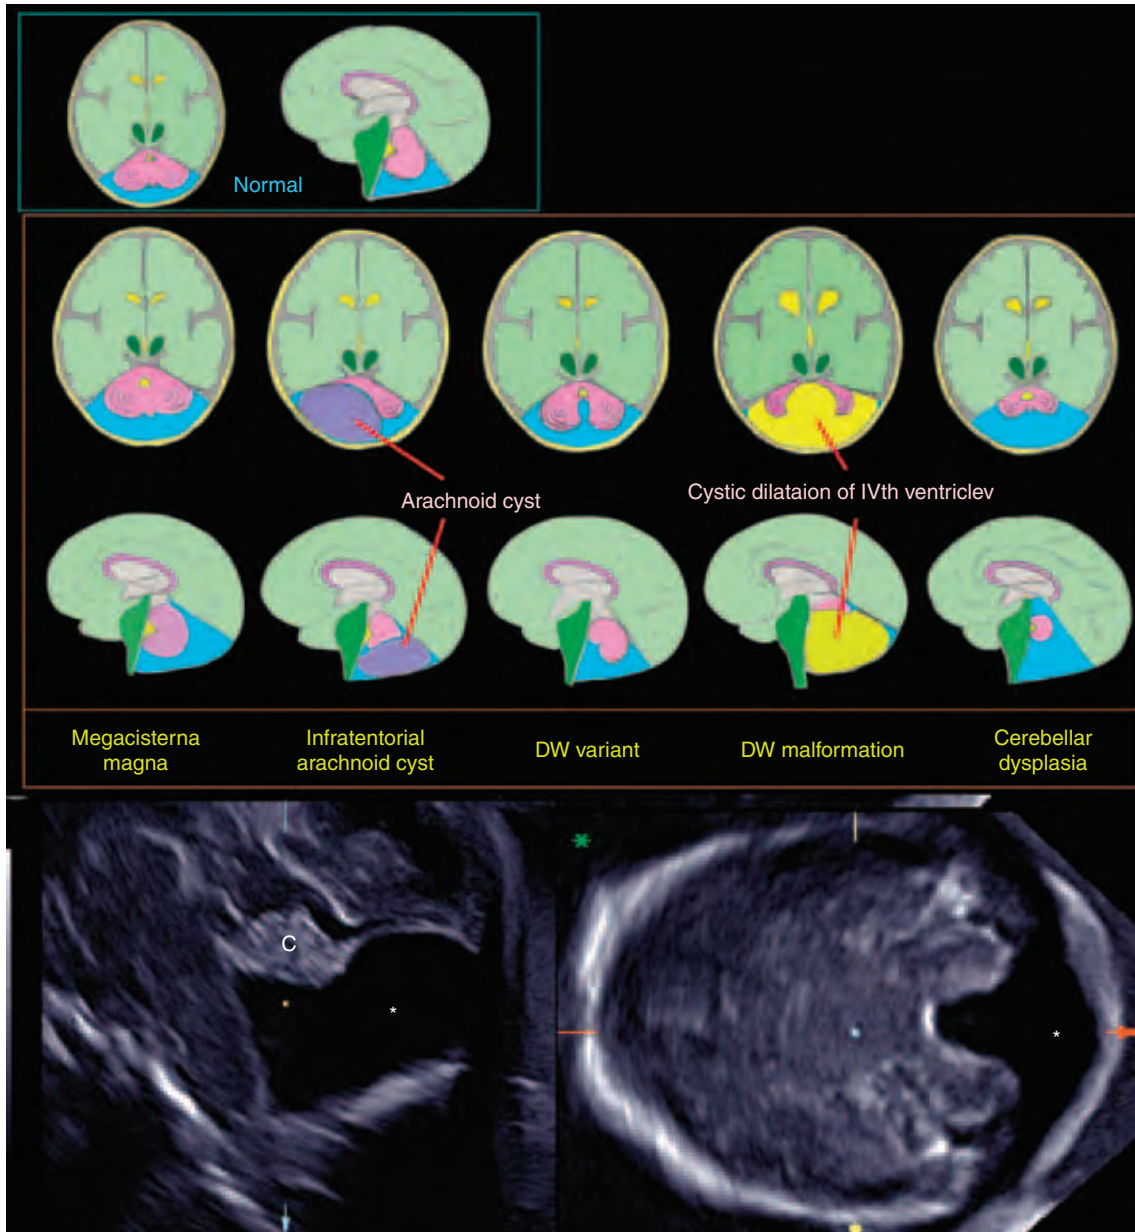 Normal
Arachnoid cyst
Cystic dilataion of IVth ventriclev
Megacisterna
magna
Infratentorial
arachnoid cyst
DW variant
DW malformation
Cerebellar
dysplasia
C
*
*
*